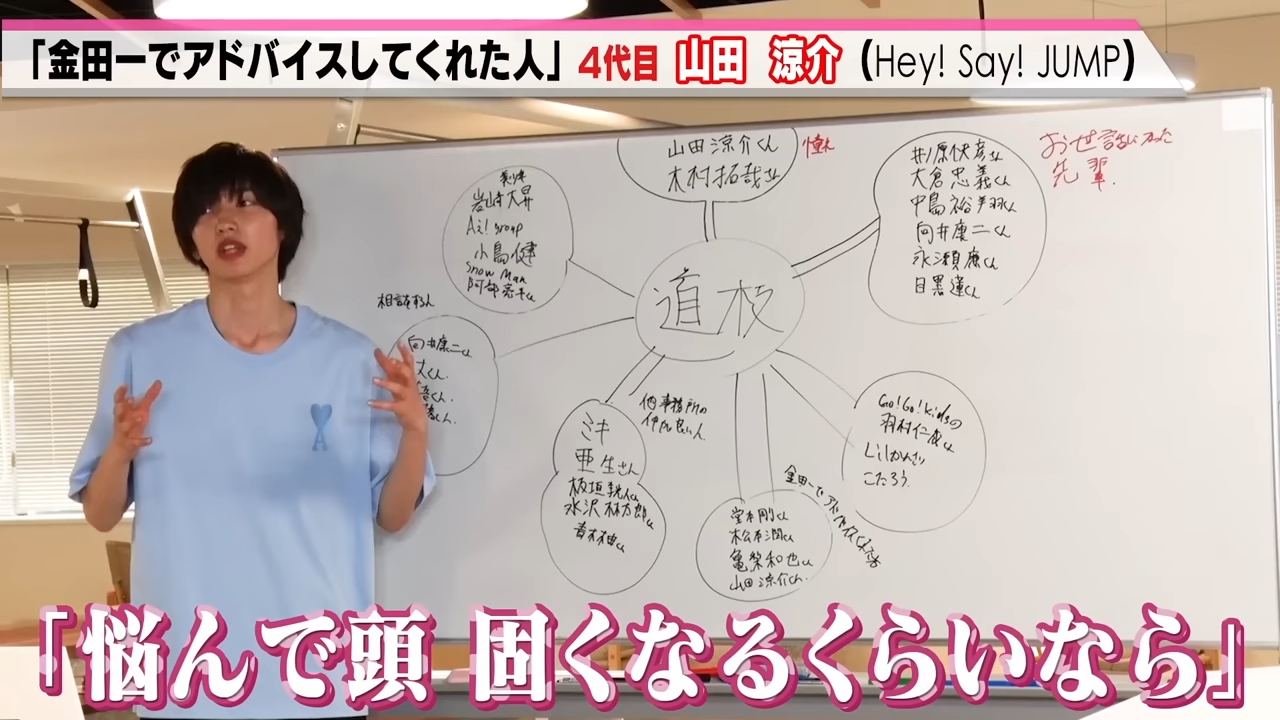 「金田一でアドバイスしてくれた人」 4代目 山田 涼介 (Hey! Say! JUMP)
山田涼介くん
木村拓哉さん
憧れ
井ノ原快彦さん
大倉忠義くん
中島裕翔くん
向井康二くん
永瀬廉くん
目黒蓮くん
お世話になった
先輩
美少年
岩﨑大昇
Aぇ! group
小島健
Snow Man
阿部亮平くん
相談する人
向井康二くん
道枝
他事務所の
仲良い人
ミキ
亜生さん
板垣
水沢林太郎くん
青木柚くん
金田一でアドバイスくれた方
堂本剛くん
松本潤くん
亀梨和也くん
山田涼介くん
Go!Go!kidsの
羽村仁成くん
Lilかんさい
こたろう
「悩んで頭 固くなるくらいなら」